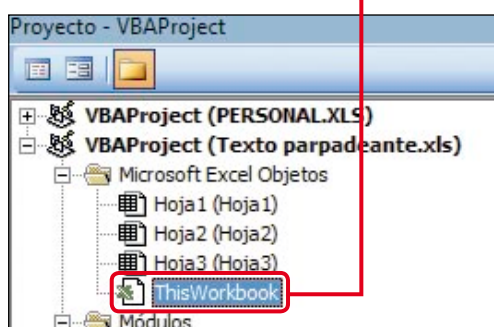 Proyecto - VBAProject
VBAProject (PERSONAL.XLS)
VBAProject (Texto parpadeante.xls)
Microsoft Excel Objetos
Hoja1 (Hoja1)
Hoja2 (Hoja2)
Hoja3 (Hoja3)
ThisWorkbook
Módulos